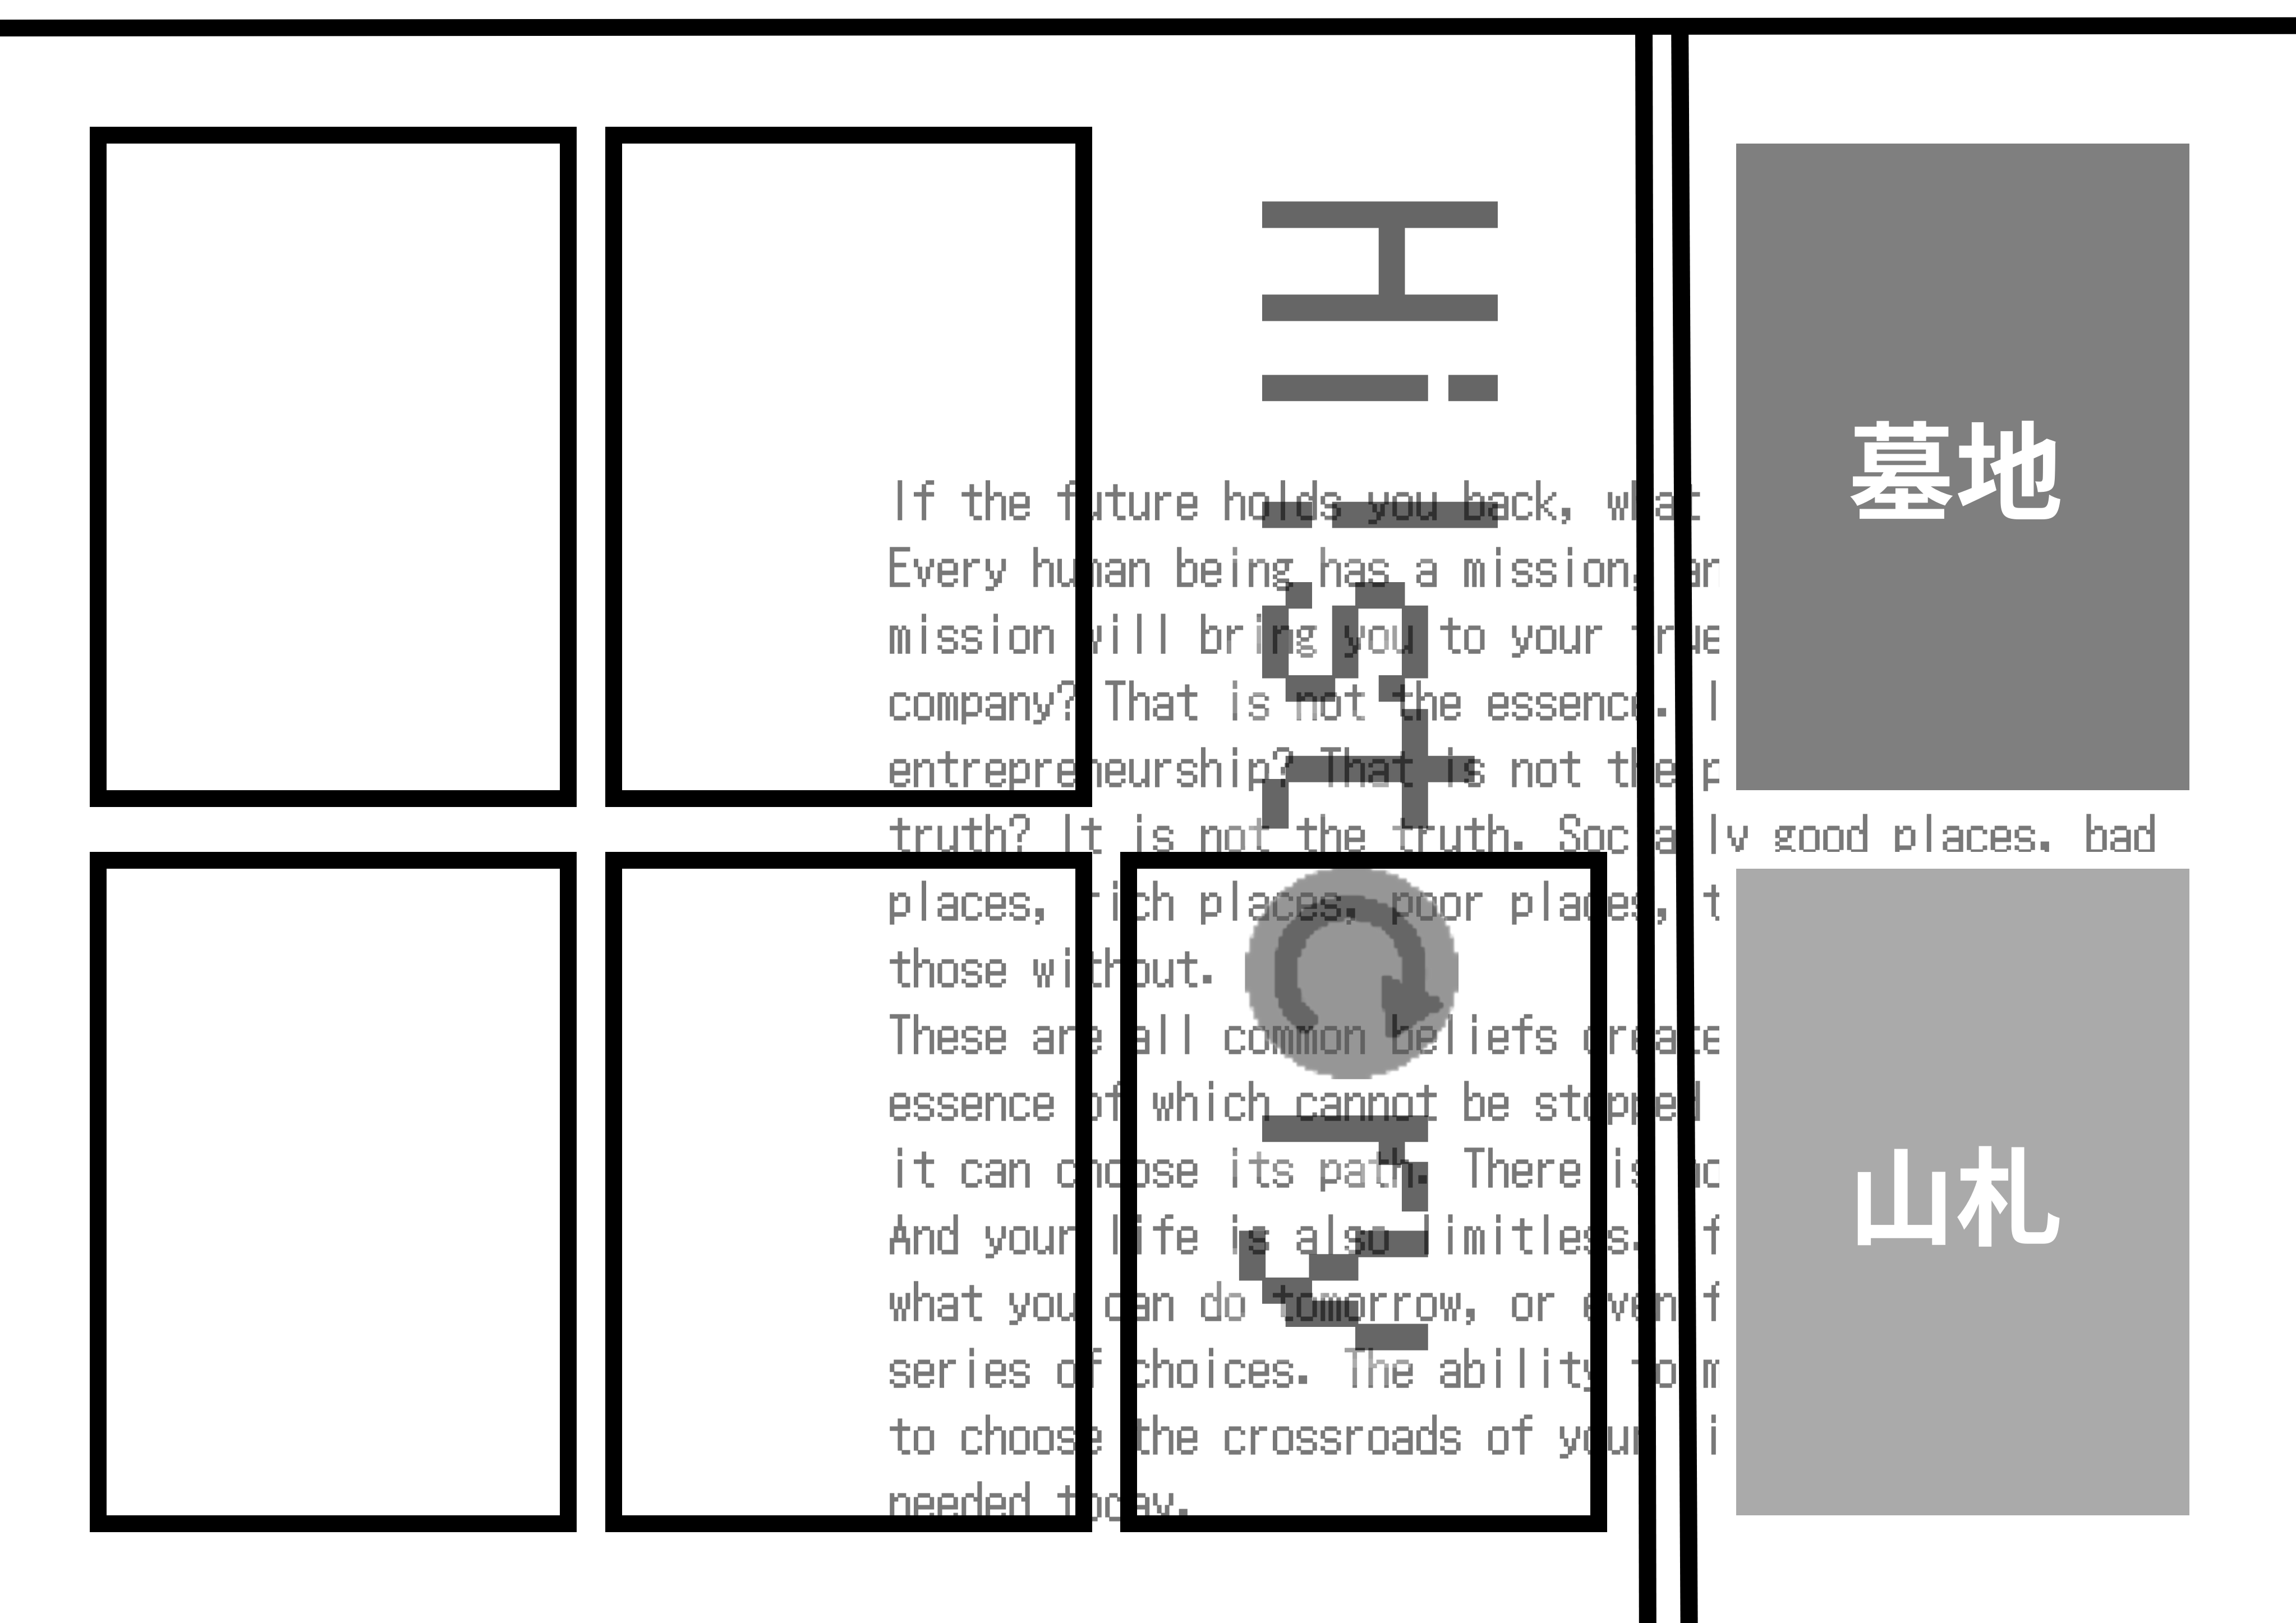 Hi!story
If the future holds you back, what
Every human being has a mission,
mission will bring you to your true
company? That is not the essence.
entrepreneurship? That is not the
truth? It is not the truth. Socially good places, bad
places, rich places, poor places,
those without.
These are all common beliefs
essence of which cannot be stopped
it can choose its path. There is
And your life is also limitless.
what you can do tomorrow, or even
series of choices. The ability to
to choose the crossroads of your
needed today.
墓地
山札